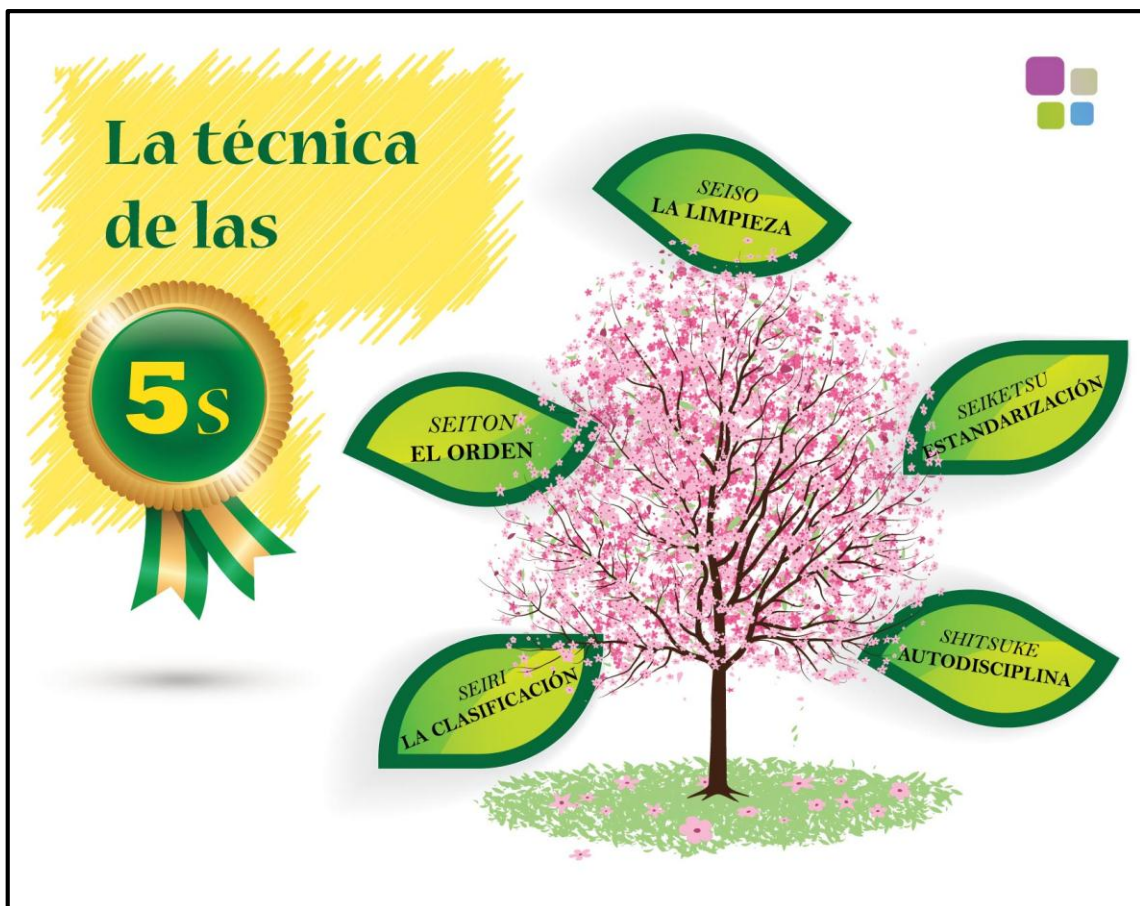 La técnica
de las
5s
SEISO
LA LIMPIEZA
SEITON
EL ORDEN
SEIKETSU
ESTANDARIZACIÓN
SEIRI
LA CLASIFICACIÓN
SHITSUKE
AUTODISCIPLINA